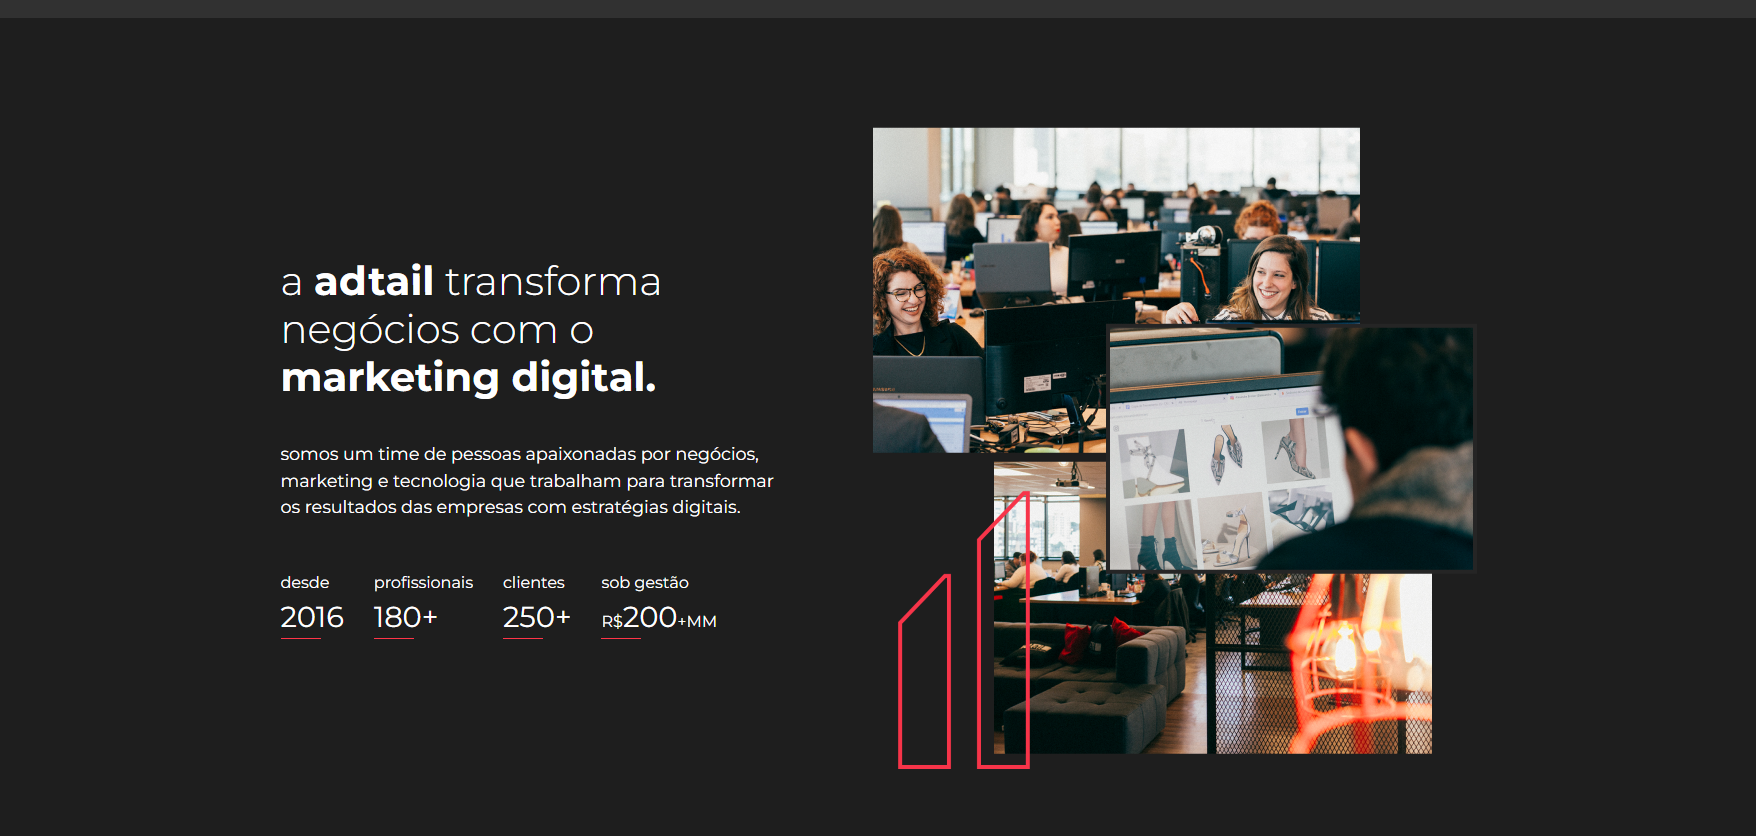 a adtail transforma
negócios com o
marketing digital.
somos um time de pessoas apaixonadas por negócios,
marketing e tecnologia que trabalham para transformar
os resultados das empresas com estratégias digitais.
desde profissionais clientes sob gestão
2016 180+ 250+ R$200+MM